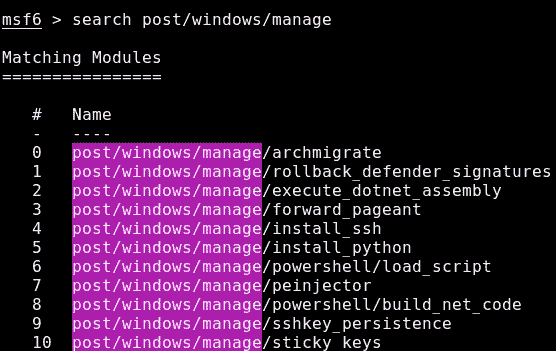 msf6 > search post/windows/manage
Matching Modules
================
# Name
- ----
0 post/windows/manage/archmigrate
1 post/windows/manage/rollback_defender_signatures
2 post/windows/manage/execute_dotnet_assembly
3 post/windows/manage/forward_pageant
4 post/windows/manage/install_ssh
5 post/windows/manage/install_python
6 post/windows/manage/powershell/load_script
7 post/windows/manage/peinjector
8 post/windows/manage/powershell/build_net_code
9 post/windows/manage/sshkey_persistence
10 post/windows/manage/sticky_keys